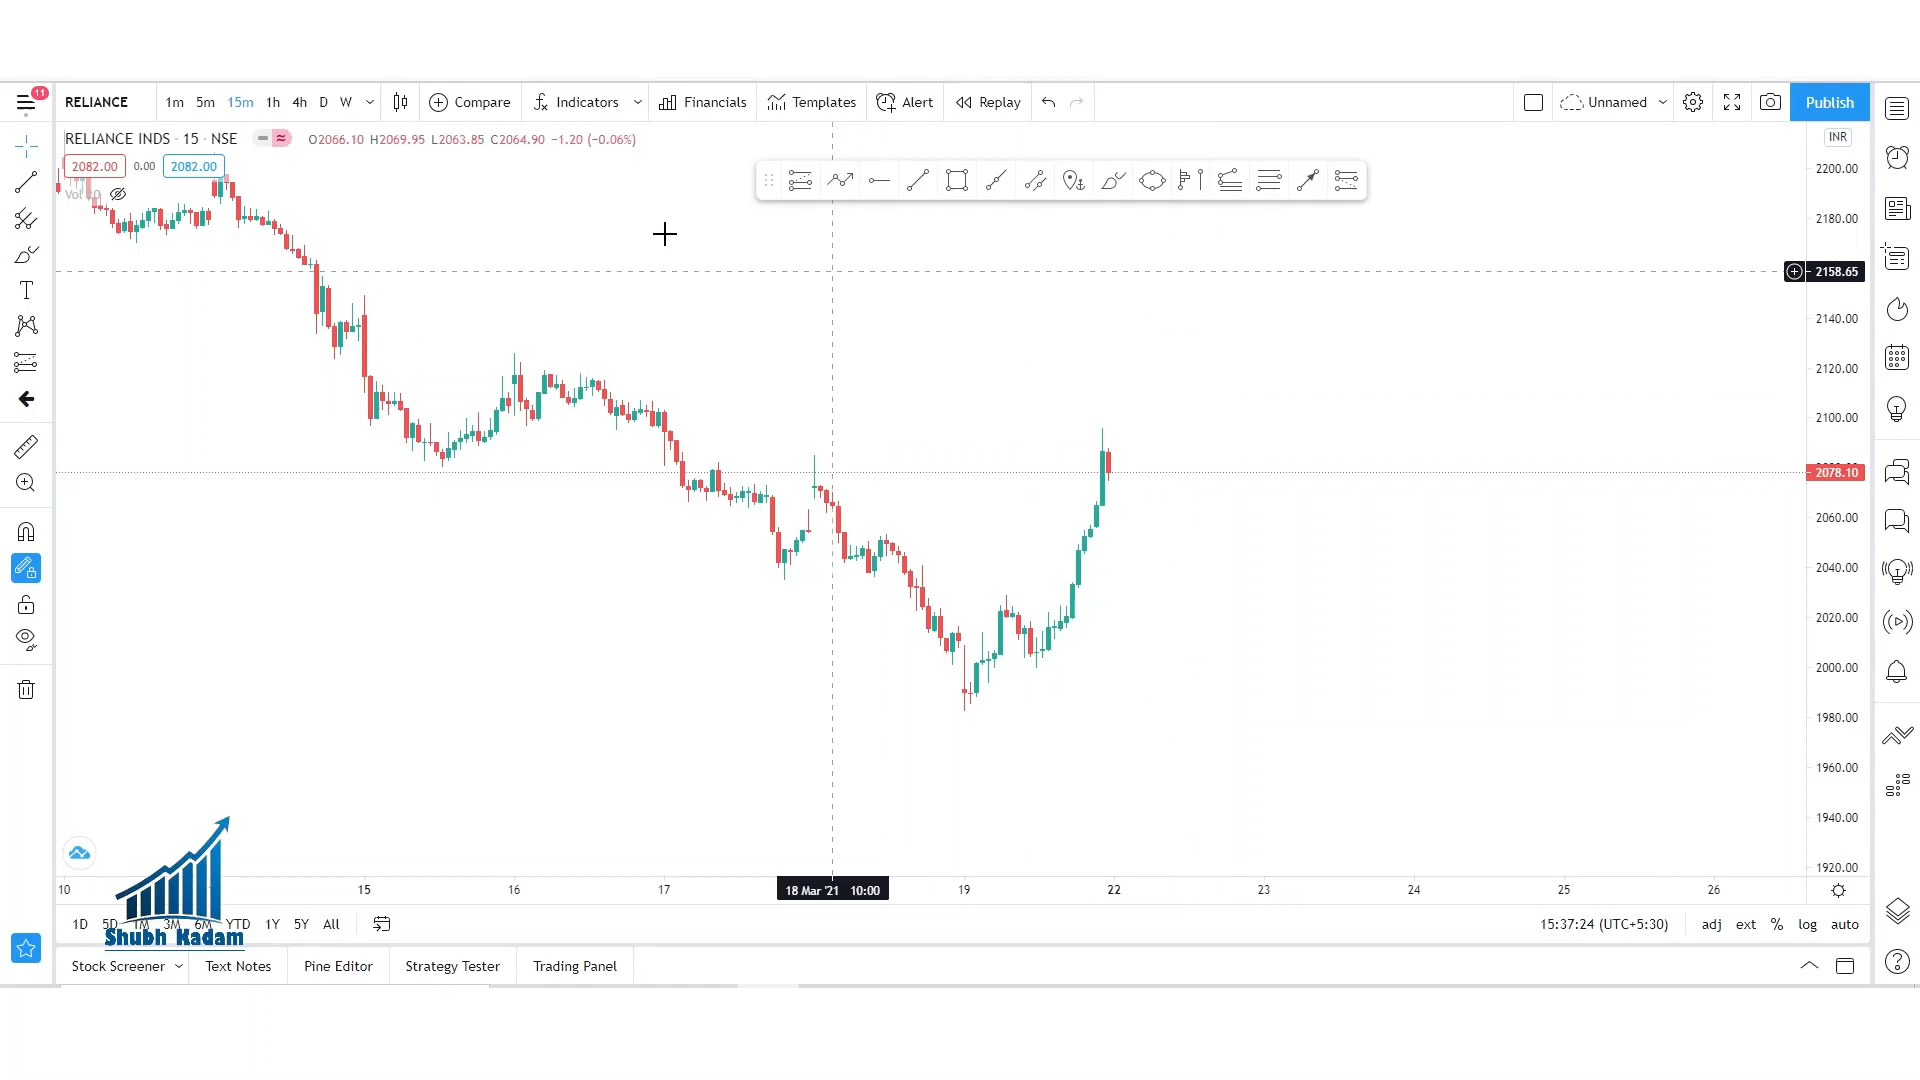 11
RELIANCE 1m 5m 15m 1h 4h D W Compare Indicators Financials Templates Alert Replay Unnamed Publish
RELIANCE INDS · 15 · NSE O2066.10 H2069.95 L2063.85 C2064.90 −1.20 (−0.06%) INR
2082.00 0.00 2082.00
2200.00
Vol
2180.00
2158.65
2140.00
2120.00
2100.00
2078.10
2060.00
2040.00
2020.00
2000.00
1980.00
1960.00
1940.00
1920.00
10 15 16 17 18 Mar '21 10:00 19 22 23 24 25 26
1D 5D 1M 3M 6M YTD 1Y 5Y All 15:37:24 (UTC+5:30) adj ext % log auto
Shubh Kadam
Stock Screener Text Notes Pine Editor Strategy Tester Trading Panel